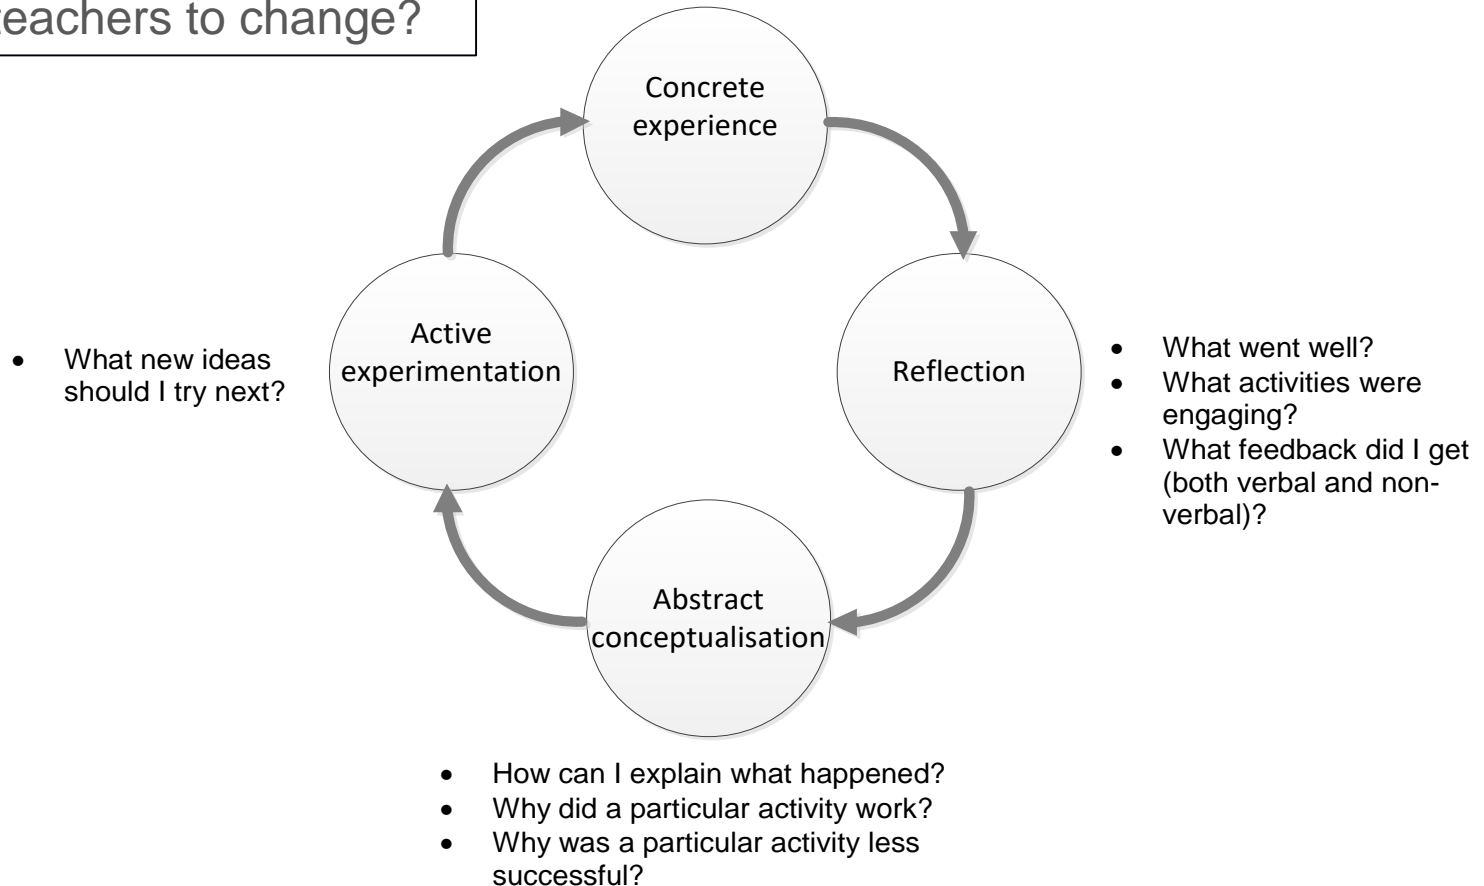 teachers to change?
Concrete
experience
Active
experimentation
• What new ideas
should I try next?
Reflection
• What went well?
• What activities were
engaging?
• What feedback did I get
(both verbal and non-
verbal)?
Abstract
conceptualisation
• How can I explain what happened?
• Why did a particular activity work?
• Why was a particular activity less
successful?